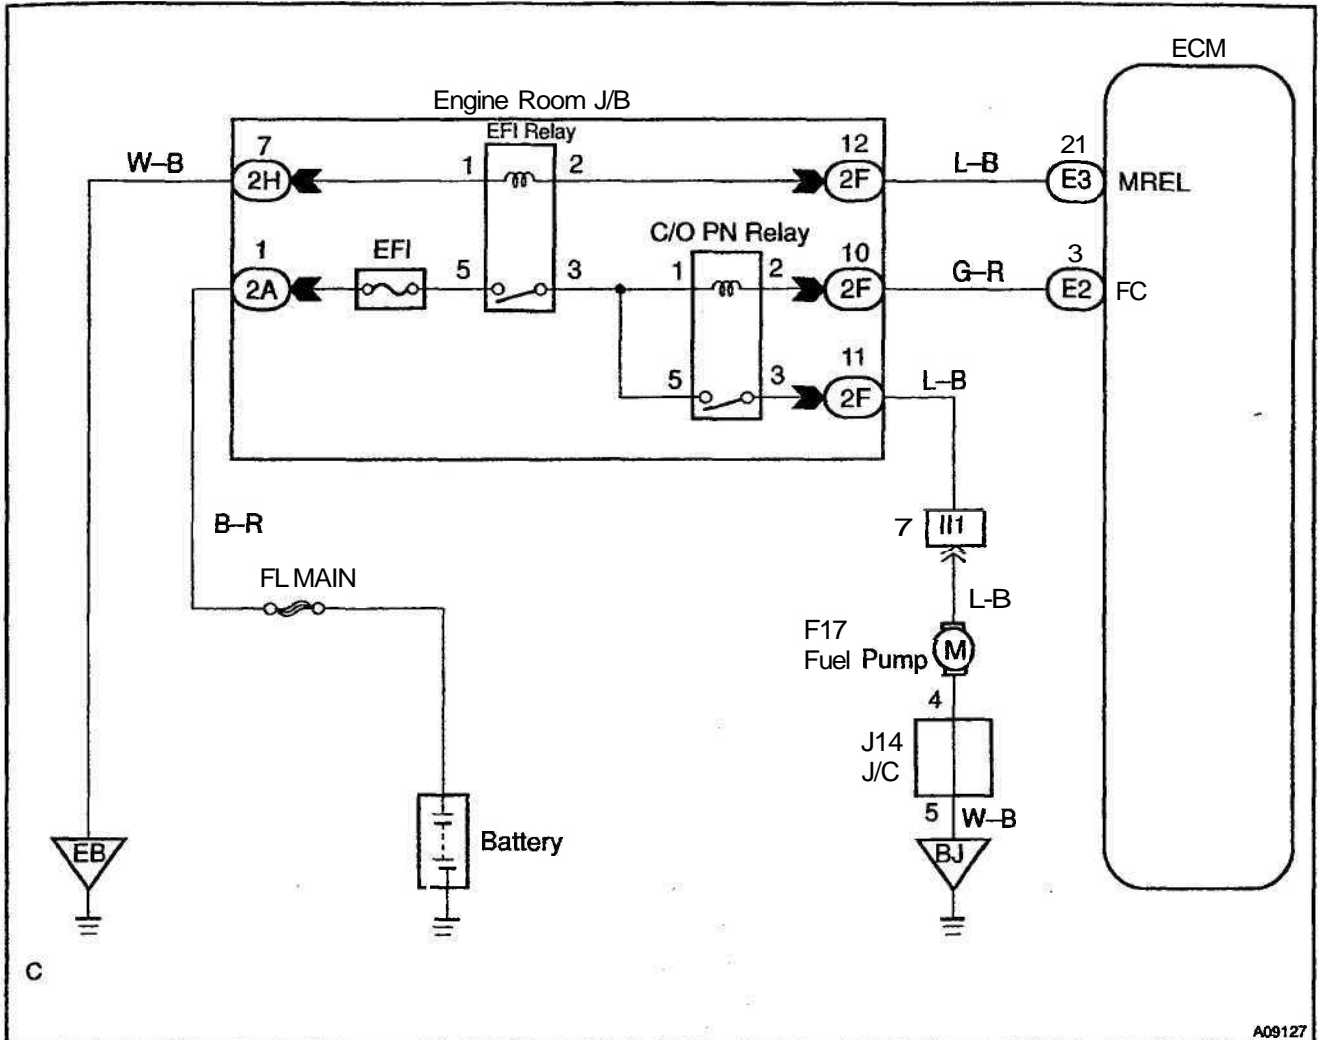 ECM
Engine Room J/B
EFI Relay
7
12
21
W–B
1
2
L–B
2H
2F
E3
MREL
C/O PN Relay
1
EFI
5
3
1
2
10
G–R
3
2A
2F
E2
FC
11
5
3
L–B
2F
B–R
7
II1
FL MAIN
L-B
F17
Fuel Pump
M
4
J14
J/C
5
W–B
Battery
EB
BJ
C
A09127